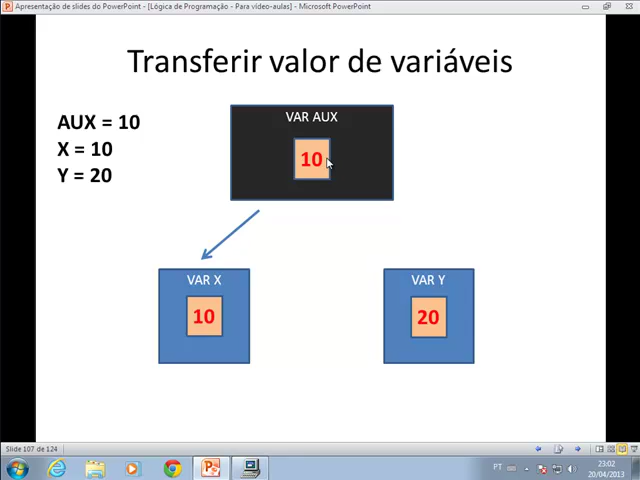 Apresentação de slides do PowerPoint - [Lógica de Programação - Para vídeo-aulas] - Microsoft PowerPoint
Transferir valor de variáveis
AUX = 10
X = 10
Y = 20
VAR AUX
10
VAR X
10
VAR Y
20
Slide 107 de 124
PT
23:02
20/04/2013